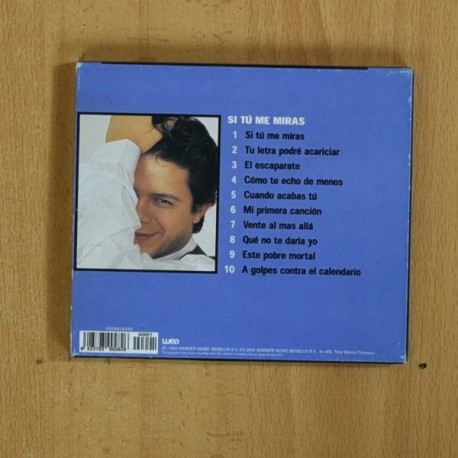 SI TÚ ME MIRAS
1 Si tú me miras
2 Tu letra podré acariciar
3 El escaparate
4 Cómo te echo de menos
5 Cuando acabas tú
6 Mi primera canción
7 Vente al mas allá
8 Qué no te daría yo
9 Este pobre mortal
10 A golpes contra el calendario
00001
wea